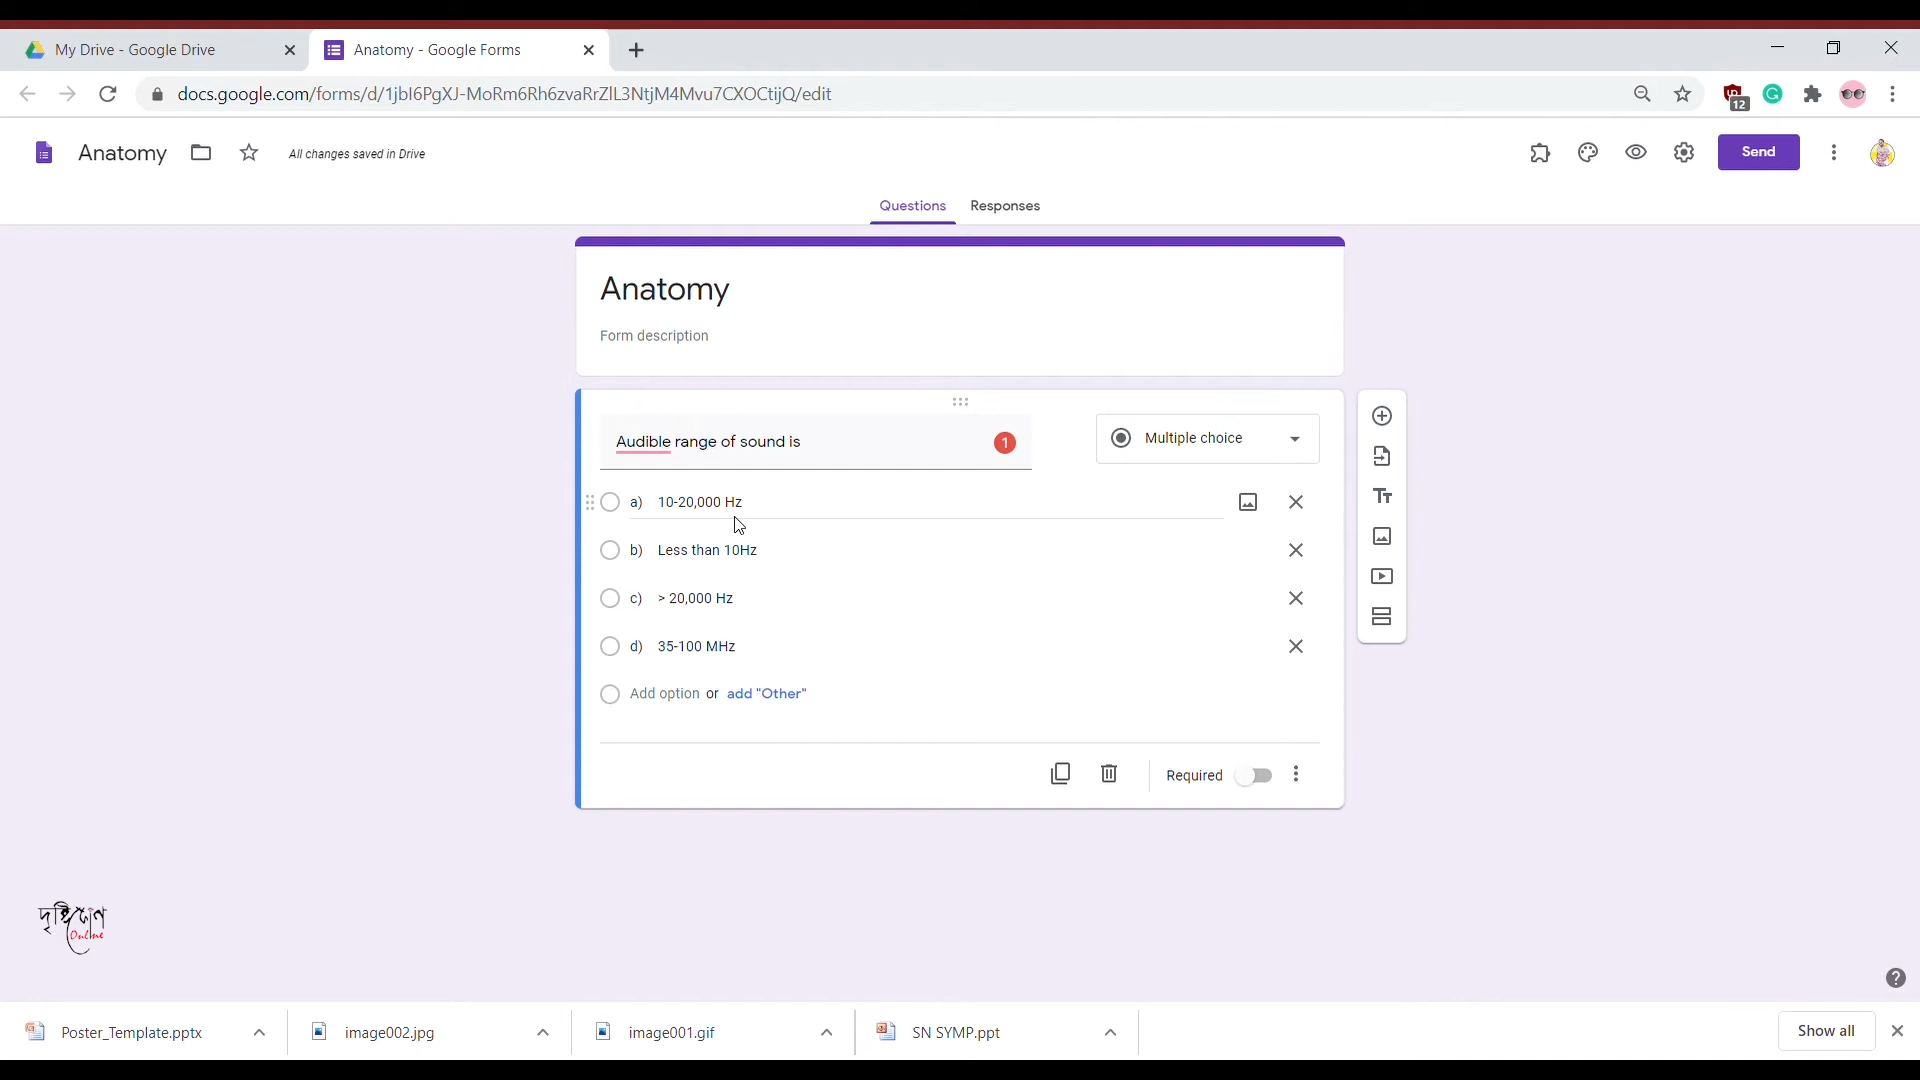 My Drive - Google Drive
Anatomy - Google Forms
docs.google.com/forms/d/1jbI6PgXJ-MoRm6Rh6zvaRrZlL3NtjM4Mvu7CXOCtijQ/edit
12
Anatomy
All changes saved in Drive
Send
Questions
Responses
Anatomy
Form description
Audible range of sound is
1
Multiple choice
a) 10-20,000 Hz
b) Less than 10Hz
c) > 20,000 Hz
d) 35-100 MHz
Add option or add "Other"
Required
দৃষ্টিকোণ
Online
Poster_Template.pptx
image002.jpg
image001.gif
SN SYMP.ppt
Show all